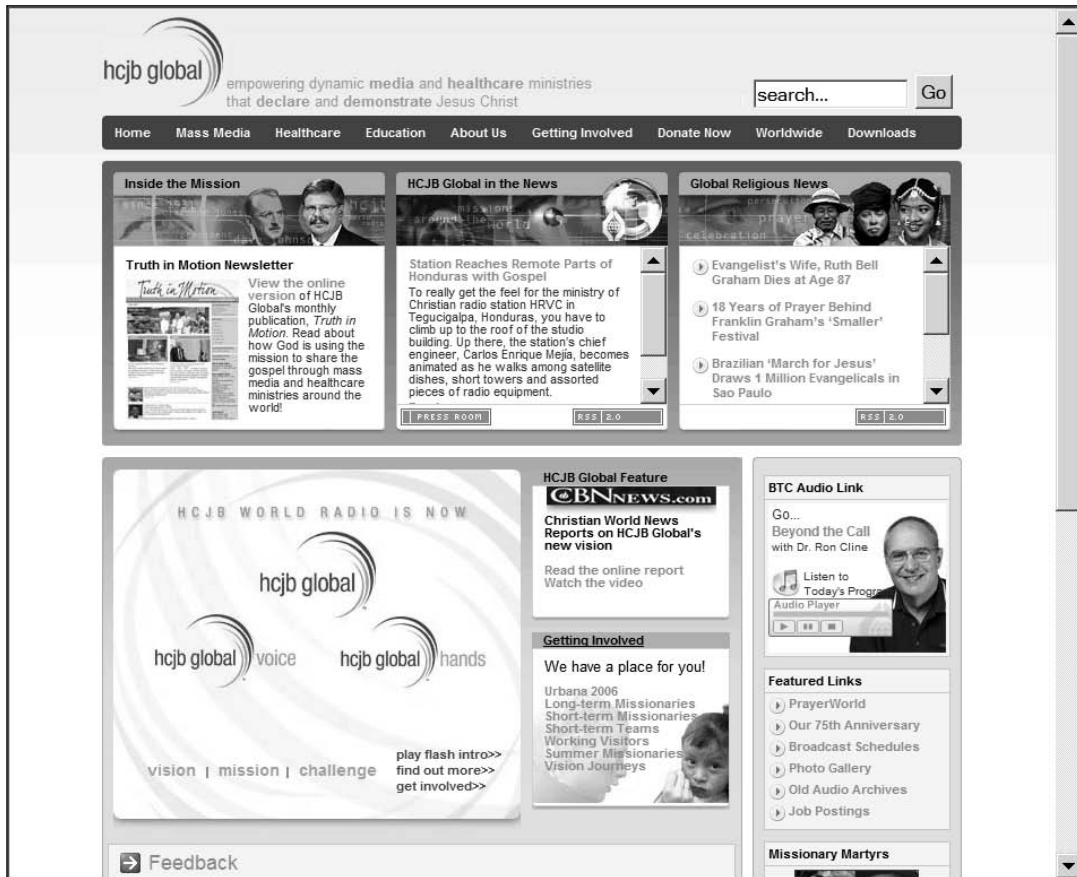 hcjb global
empowering dynamic media and healthcare ministries
that declare and demonstrate Jesus Christ
search...
Go
Home Mass Media Healthcare Education About Us Getting Involved Donate Now Worldwide Downloads
Inside the Mission
Truth in Motion Newsletter
Truth in Motion
View the online
version of HCJB
Global's monthly
publication, Truth in
Motion. Read about
how God is using the
mission to share the
gospel through mass
media and healthcare
ministries around the
world!
HCJB Global in the News
missions
around the
world
Station Reaches Remote Parts of
Honduras with Gospel
To really get the feel for the ministry of
Christian radio station HRVC in
Tegucigalpa, Honduras, you have to
climb up to the roof of the studio
building. Up there, the station's chief
engineer, Carlos Enrique Mejía, becomes
animated as he walks among satellite
dishes, short towers and assorted
pieces of radio equipment.
PRESS ROOM
RSS 2.0
Global Religious News
persecution
prayer
celebration
Evangelist's Wife, Ruth Bell
Graham Dies at Age 87
18 Years of Prayer Behind
Franklin Graham's ‘Smaller’
Festival
Brazilian ‘March for Jesus’
Draws 1 Million Evangelicals in
Sao Paulo
RSS 2.0
HCJB WORLD RADIO IS NOW
hcjb global
hcjb global voice
hcjb global hands
play flash intro>>
vision | mission | challenge
find out more>>
get involved>>
HCJB Global Feature
CBNNEWS.com
Christian World News
Reports on HCJB Global's
new vision
Read the online report
Watch the video
Getting Involved
We have a place for you!
Urbana 2006
Long-term Missionaries
Short-term Missionaries
Short-term Teams
Working Visitors
Summer Missionaries
Vision Journeys
BTC Audio Link
Go...
Beyond the Call
with Dr. Ron Cline
Listen to
Today's Progra
Audio Player
Featured Links
PrayerWorld
Our 75th Anniversary
Broadcast Schedules
Photo Gallery
Old Audio Archives
Job Postings
Missionary Martyrs
Feedback